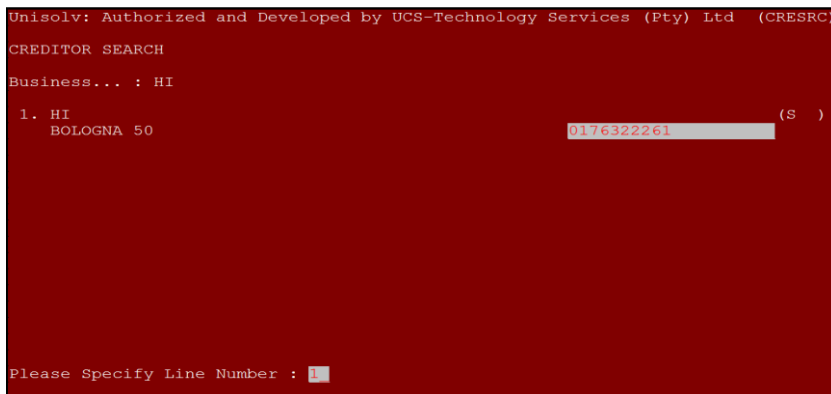 Unisolv: Authorized and Developed by UCS-Technology Services (Pty) Ltd (CRESRC)
CREDITOR SEARCH
Business... : HI
1. HI (S )
BOLOGNA 50 0176322261
Please Specify Line Number : 1_